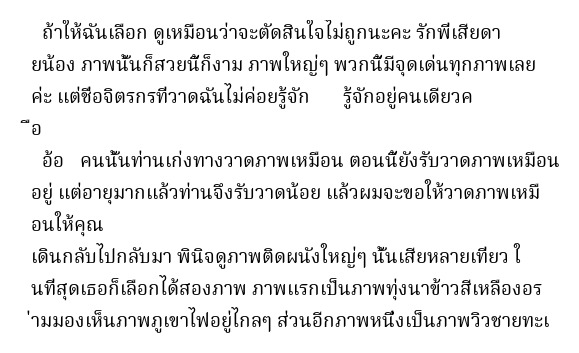 ถ้าให้ฉันเลือก ดูเหมือนว่าจะตัดสินใจไม่ถูกนะคะ รักพี่เสียดา
ยน้อง ภาพนั้นก็สวยนี่ก็งาม ภาพใหญ่ๆ พวกนี้มีจุดเด่นทุกภาพเลย
ค่ะ แต่ชื่อจิตรกรที่วาดฉันไม่ค่อยรู้จัก รู้จักอยู่คนเดียวค
ือ
อ้อ คนนั้นท่านเก่งทางวาดภาพเหมือน ตอนนี้ยังรับวาดภาพเหมือน
อยู่ แต่อายุมากแล้วท่านจึงรับวาดน้อย แล้วผมจะขอให้วาดภาพเหมื
อนให้คุณ
เดินกลับไปกลับมา พินิจดูภาพติดผนังใหญ่ๆ นั้นเสียหลายเที่ยว ใ
นที่สุดเธอก็เลือกได้สองภาพ ภาพแรกเป็นภาพทุ่งนาข้าวสีเหลืองอร
่ามมองเห็นภาพภูเขาไฟอยู่ไกลๆ ส่วนอีกภาพหนึ่งเป็นภาพวิวชายทะเ